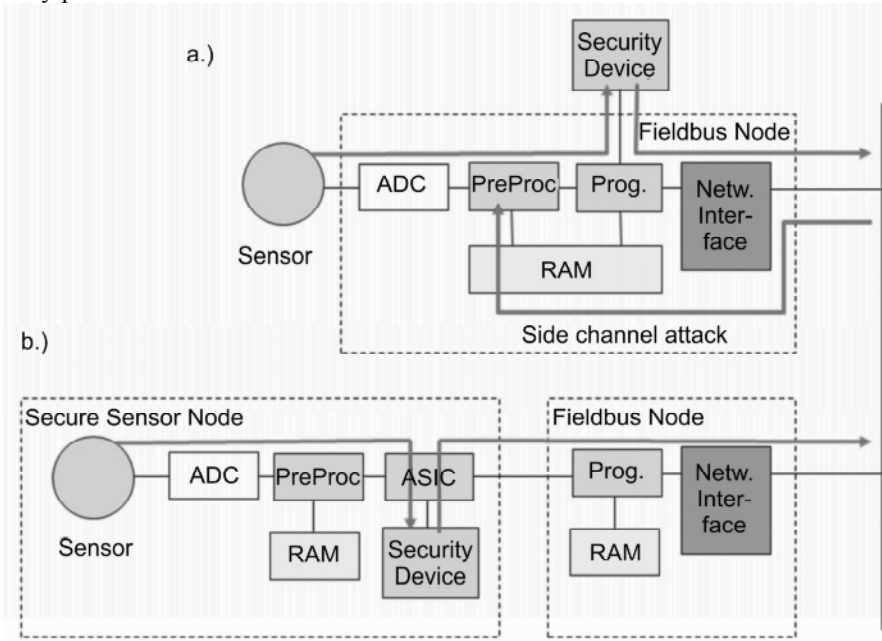 a.)
Security
Device
Fieldbus Node
ADC
PreProc
Prog.
Netw.
Inter-
face
Sensor
RAM
Side channel attack
b.)
Secure Sensor Node
Fieldbus Node
ADC
PreProc
ASIC
Prog.
Netw.
Inter-
face
Sensor
RAM
Security
Device
RAM